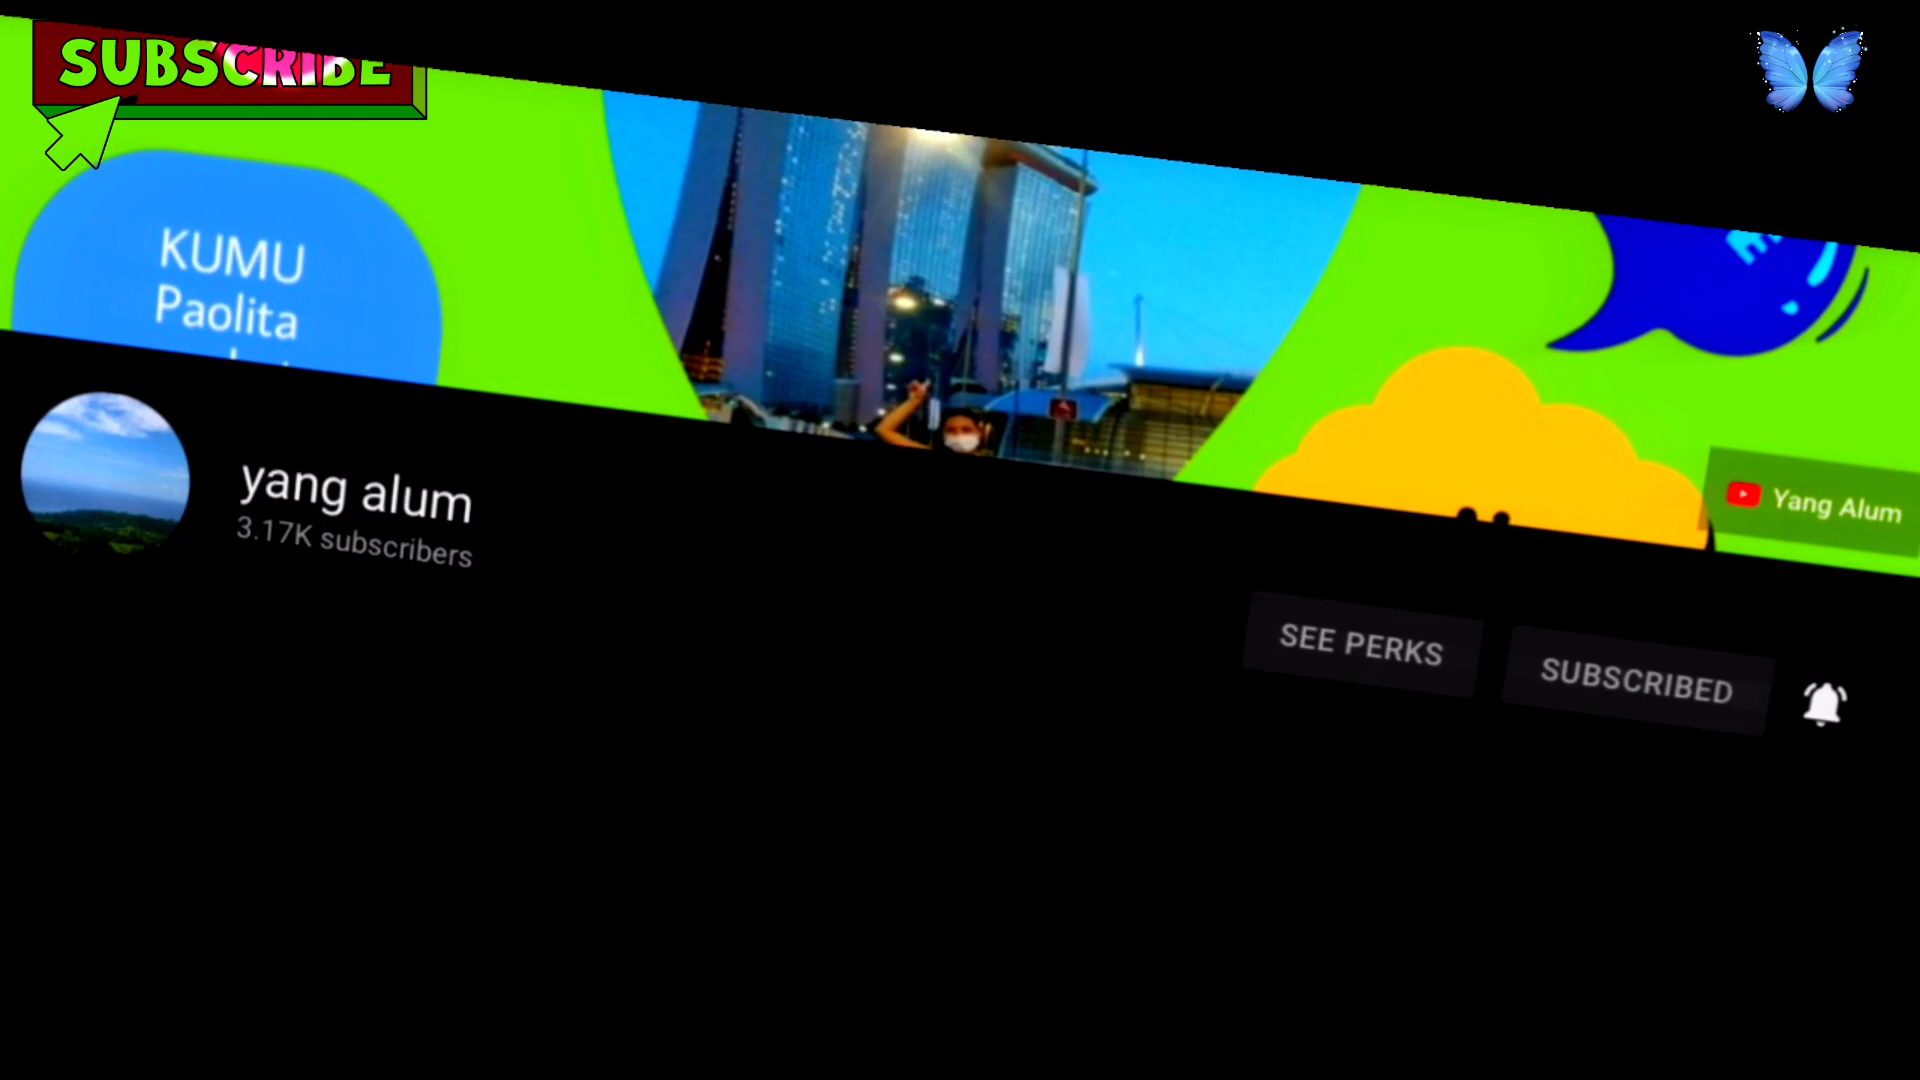 SUBSCRIBE
KUMU
Paolita
Yang Alum
yang alum
3.17K subscribers
SEE PERKS
SUBSCRIBED